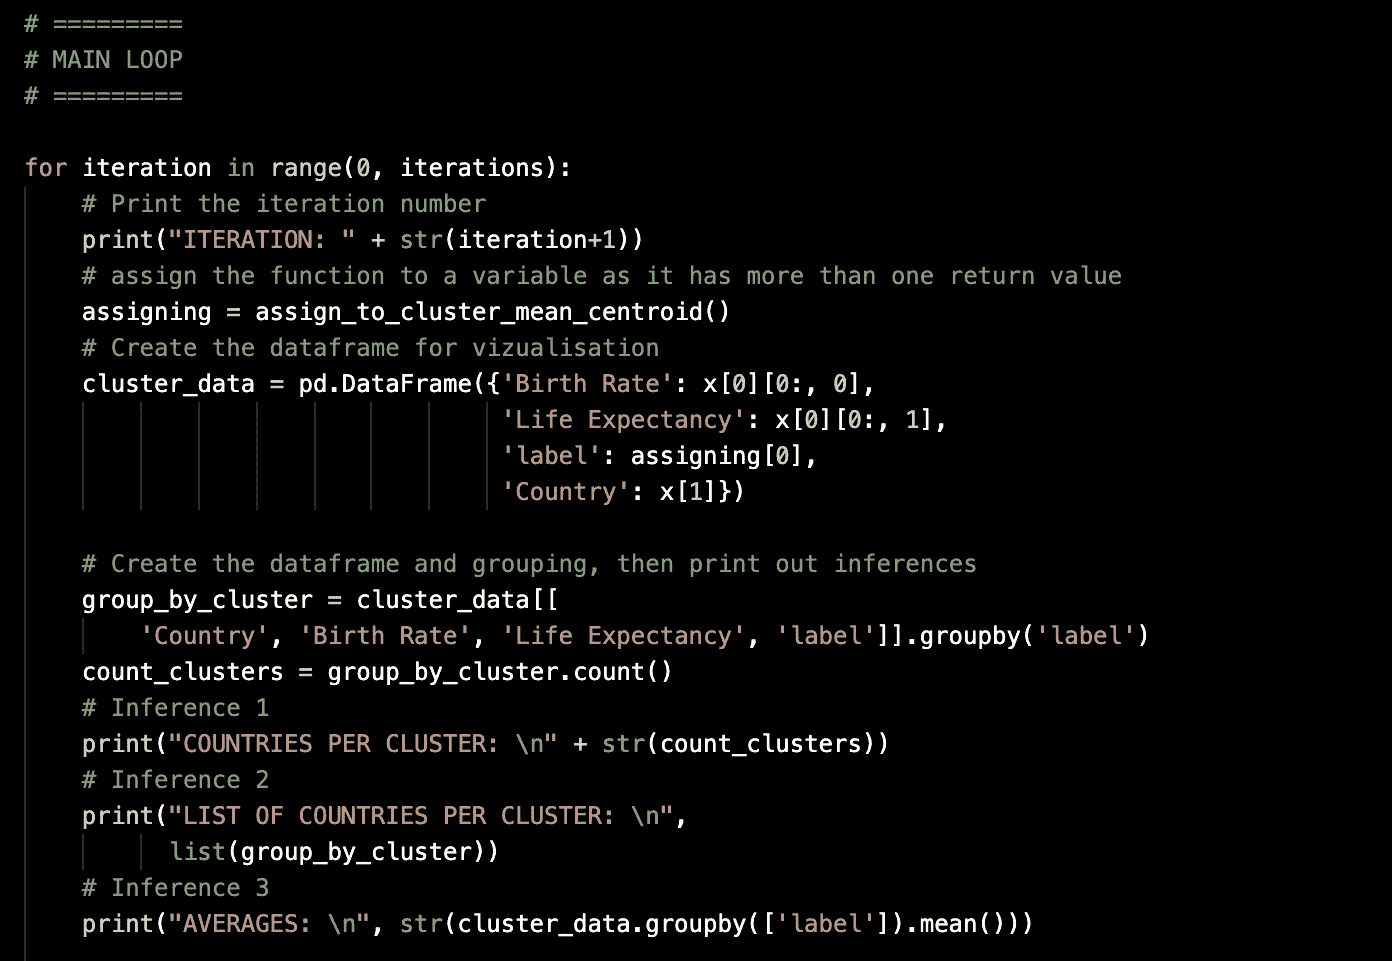 # =========
# MAIN LOOP
# =========
for iteration in range(0, iterations):
    # Print the iteration number
    print("ITERATION: " + str(iteration+1))
    # assign the function to a variable as it has more than one return value
    assigning = assign_to_cluster_mean_centroid()
    # Create the dataframe for vizualisation
    cluster_data = pd.DataFrame({'Birth Rate': x[0][0:, 0],
                                 'Life Expectancy': x[0][0:, 1],
                                 'label': assigning[0],
                                 'Country': x[1]})
    # Create the dataframe and grouping, then print out inferences
    group_by_cluster = cluster_data[[
        'Country', 'Birth Rate', 'Life Expectancy', 'label']].groupby('label')
    count_clusters = group_by_cluster.count()
    # Inference 1
    print("COUNTRIES PER CLUSTER: \n" + str(count_clusters))
    # Inference 2
    print("LIST OF COUNTRIES PER CLUSTER: \n",
          list(group_by_cluster))
    # Inference 3
    print("AVERAGES: \n", str(cluster_data.groupby(['label']).mean()))